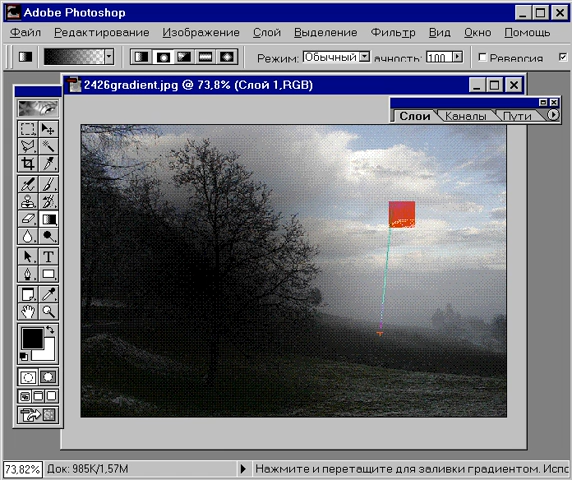 Adobe Photoshop
Файл Редактирование Изображение Слой Выделение Фильтр Вид Окно Помощь
Режим: Обычный ачность: 100 Реверсия
2426gradient.jpg @ 73,8% (Слой 1,RGB)
Слои Каналы Пути
T
73,82% Док: 985K/1,57M Нажмите и перетащите для заливки градиентом. Испо